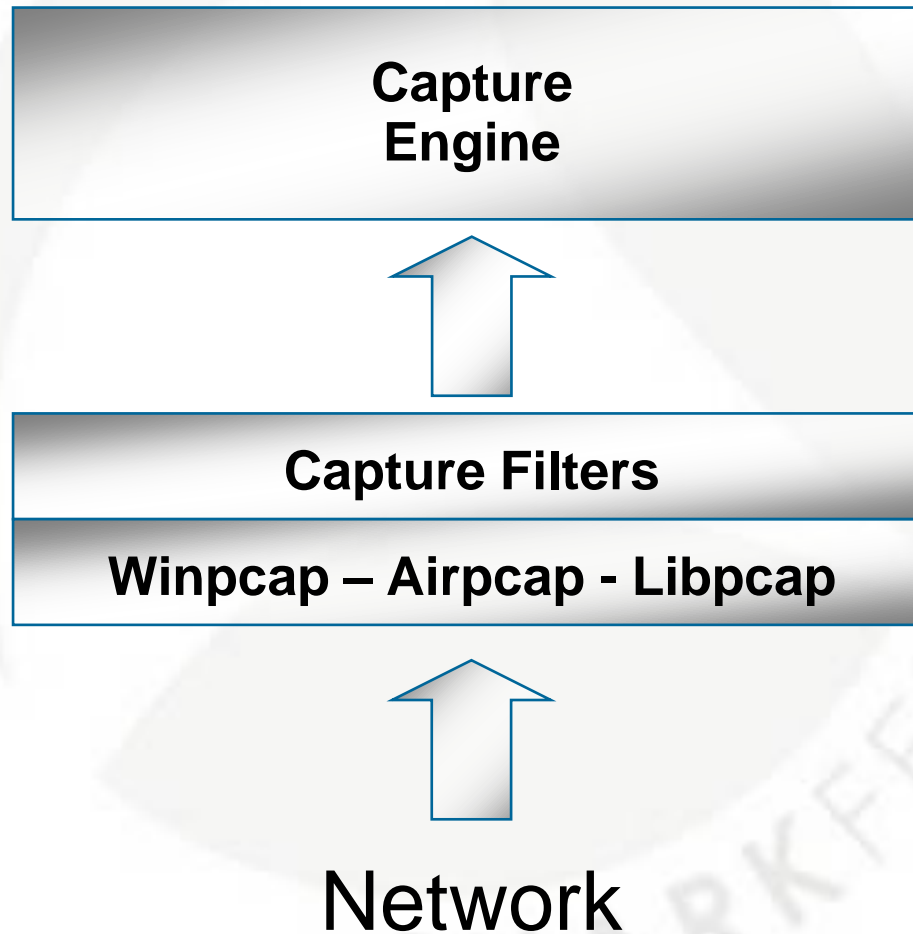 Capture
Engine
Capture Filters
Winpcap – Airpcap - Libpcap
Network